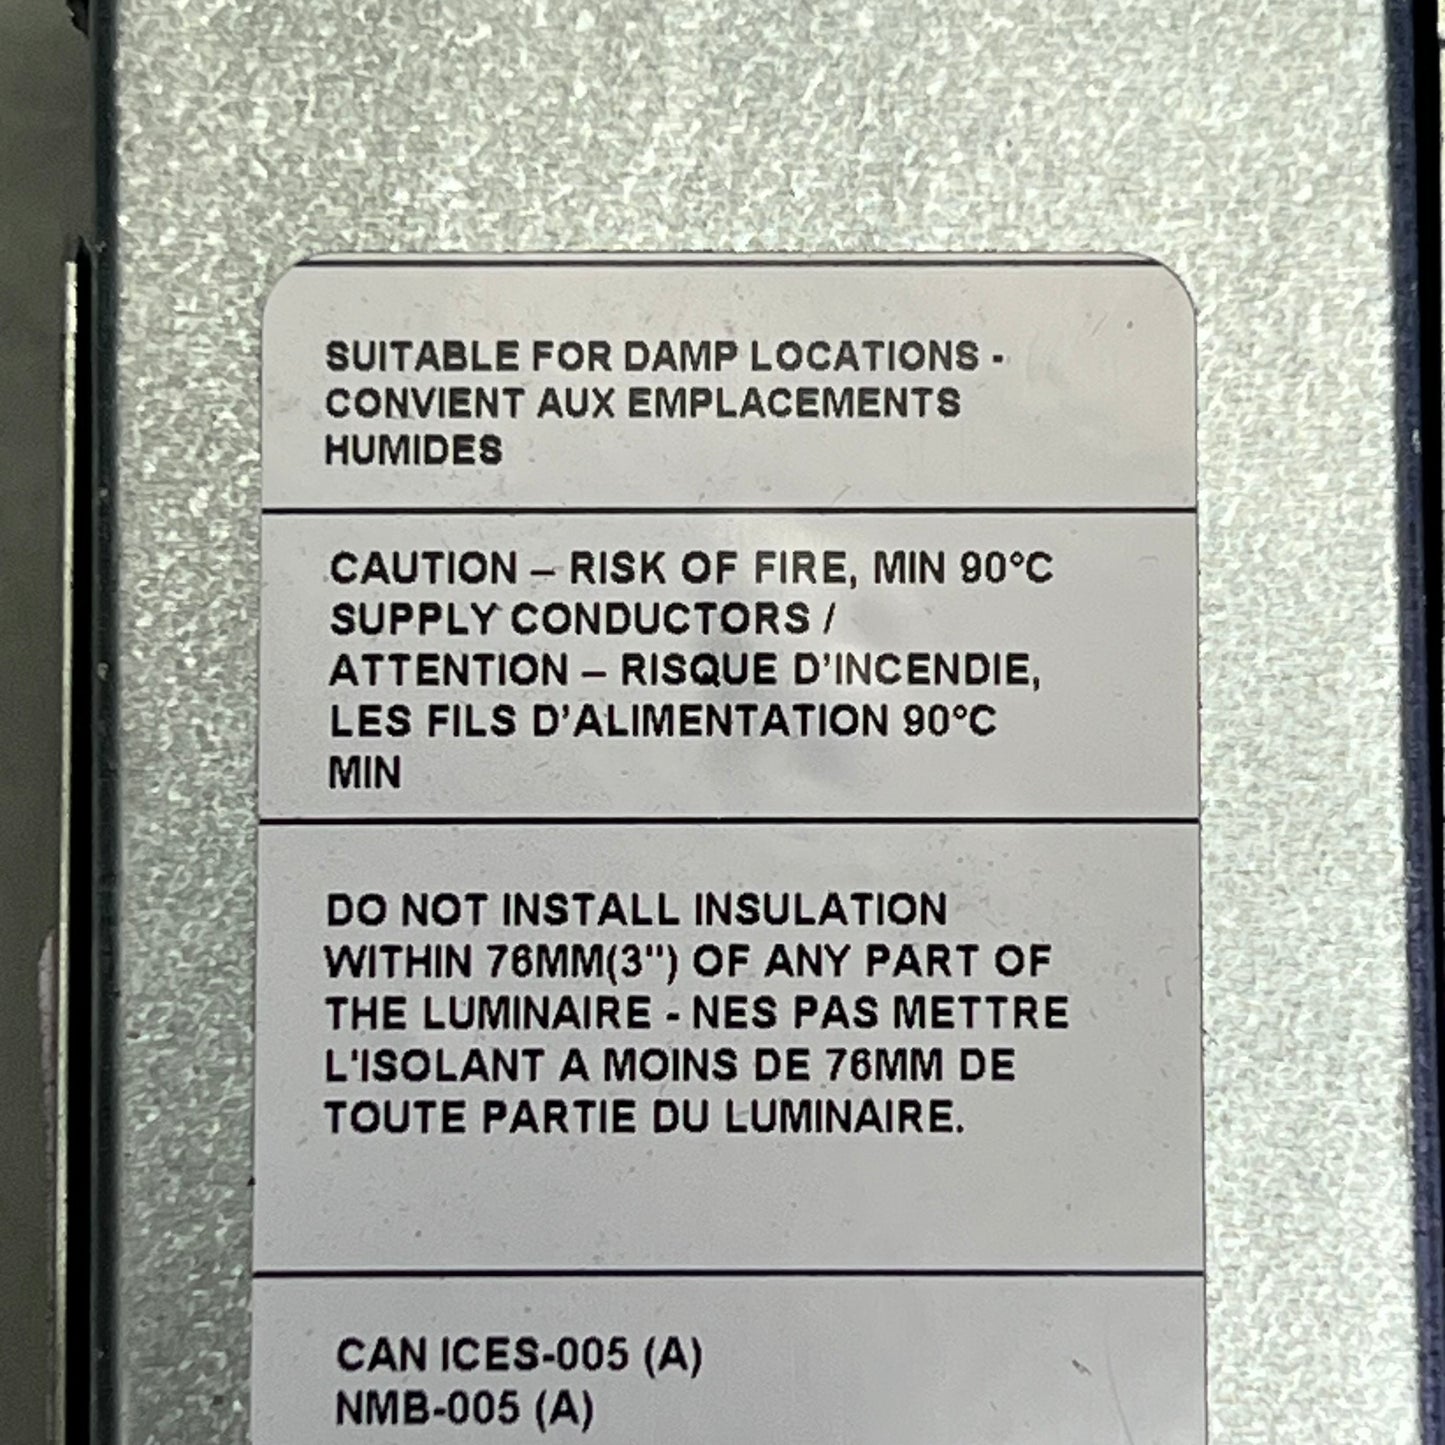 SUITABLE FOR DAMP LOCATIONS -
CONVIENT AUX EMPLACEMENTS
HUMIDES
CAUTION – RISK OF FIRE, MIN 90°C
SUPPLY CONDUCTORS /
ATTENTION – RISQUE D’INCENDIE,
LES FILS D’ALIMENTATION 90°C
MIN
DO NOT INSTALL INSULATION
WITHIN 76MM(3") OF ANY PART OF
THE LUMINAIRE - NES PAS METTRE
L'ISOLANT A MOINS DE 76MM DE
TOUTE PARTIE DU LUMINAIRE.
CAN ICES-005 (A)
NMB-005 (A)